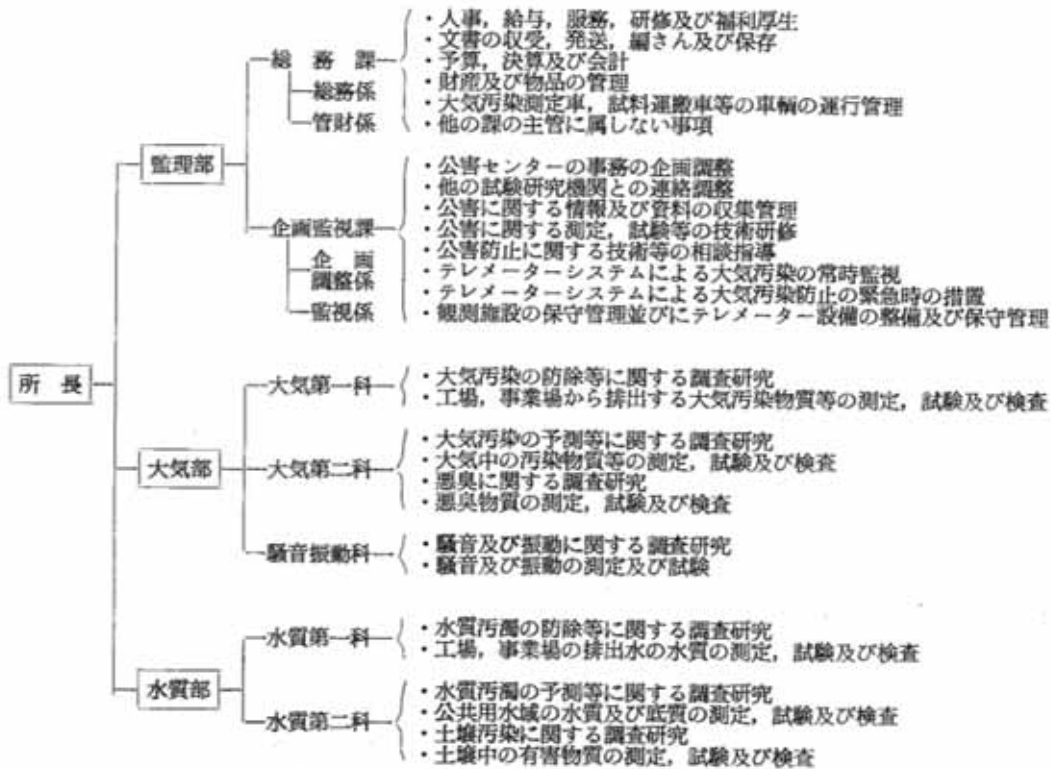 所長
監理部
総務課
総務係
管財係
・人事，給与，服務，研修及び福利厚生
・文書の収受，発送，編さん及び保存
・予算，決算及び会計
・財産及び物品の管理
・大気汚染測定車，試料運搬車等の車輌の運行管理
・他の課の主管に属しない事項
企画監視課
企画
調整係
監視係
・公害センターの事務の企画調整
・他の試験研究機関との連絡調整
・公害に関する情報及び資料の収集管理
・公害に関する測定，試験等の技術研修
・公害防止に関する技術等の相談指導
・テレメーターシステムによる大気汚染の常時監視
・テレメーターシステムによる大気汚染防止の緊急時の措置
・観測施設の保守管理並びにテレメーター設備の整備及び保守管理
大気部
大気第一科
・大気汚染の防除等に関する調査研究
・工場，事業場から排出する大気汚染物質等の測定，試験及び検査
大気第二科
・大気汚染の予測等に関する調査研究
・大気中の汚染物質等の測定，試験及び検査
・悪臭に関する調査研究
・悪臭物質の測定，試験及び検査
騒音振動科
・騒音及び振動に関する調査研究
・騒音及び振動の測定及び試験
水質部
水質第一科
・水質汚濁の防除等に関する調査研究
・工場，事業場の排出水の水質の測定，試験及び検査
水質第二科
・水質汚濁の予測等に関する調査研究
・公共用水域の水質及び底質の測定，試験及び検査
・土壌汚染に関する調査研究
・土壌中の有害物質の測定，試験及び検査